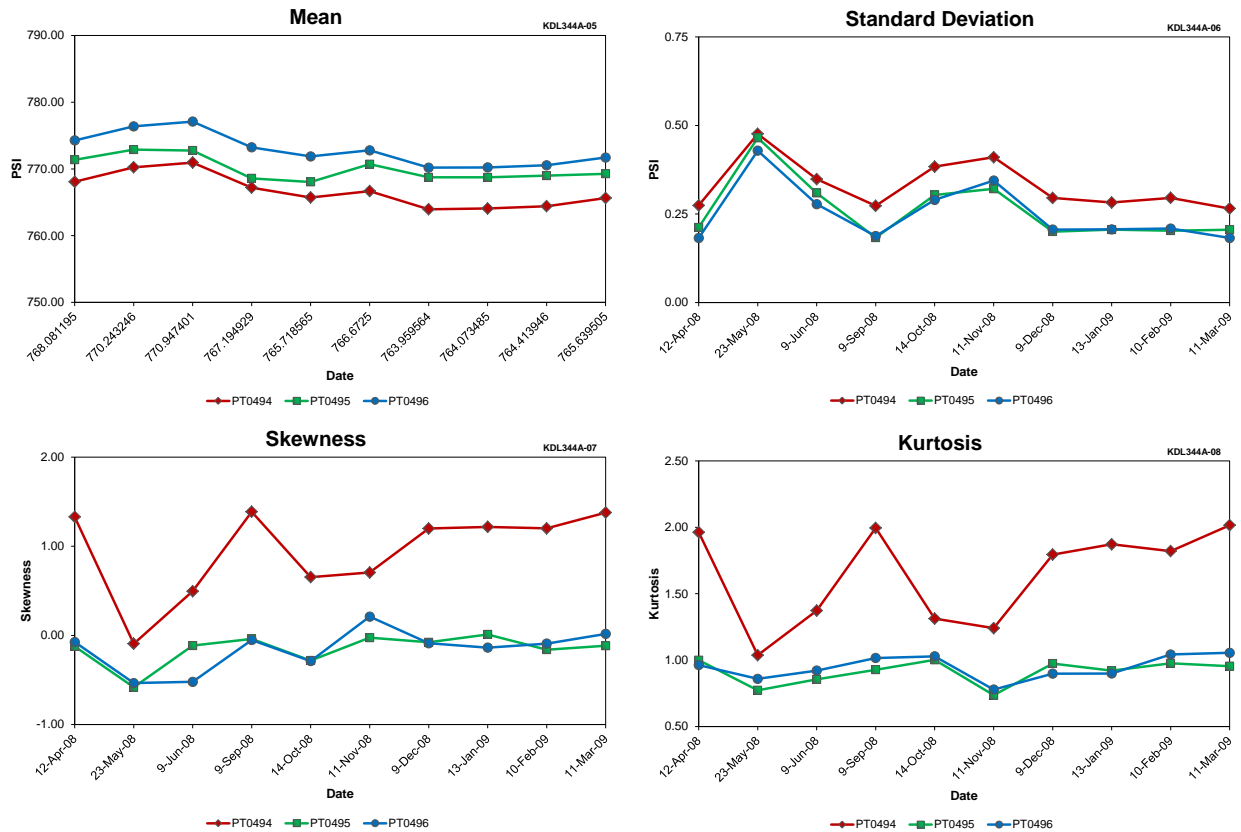 Mean
KDL344A-05
790.00
780.00
770.00
760.00
750.00
PSI
768.081195
770.243246
770.947401
767.194929
765.718565
766.6725
763.959564
764.073485
764.413946
765.639505
Date
PT0494 PT0495 PT0496
Standard Deviation
KDL344A-06
0.75
0.50
0.25
0.00
PSI
12-Apr-08
23-May-08
9-Jun-08
9-Sep-08
14-Oct-08
11-Nov-08
9-Dec-08
13-Jan-09
10-Feb-09
11-Mar-09
Date
PT0494 PT0495 PT0496
Skewness
KDL344A-07
2.00
1.00
0.00
-1.00
Skewness
12-Apr-08
23-May-08
9-Jun-08
9-Sep-08
14-Oct-08
11-Nov-08
9-Dec-08
13-Jan-09
10-Feb-09
11-Mar-09
Date
PT0494 PT0495 PT0496
Kurtosis
KDL344A-08
2.50
2.00
1.50
1.00
0.50
Kurtosis
12-Apr-08
23-May-08
9-Jun-08
9-Sep-08
14-Oct-08
11-Nov-08
9-Dec-08
13-Jan-09
10-Feb-09
11-Mar-09
Date
PT0494 PT0495 PT0496